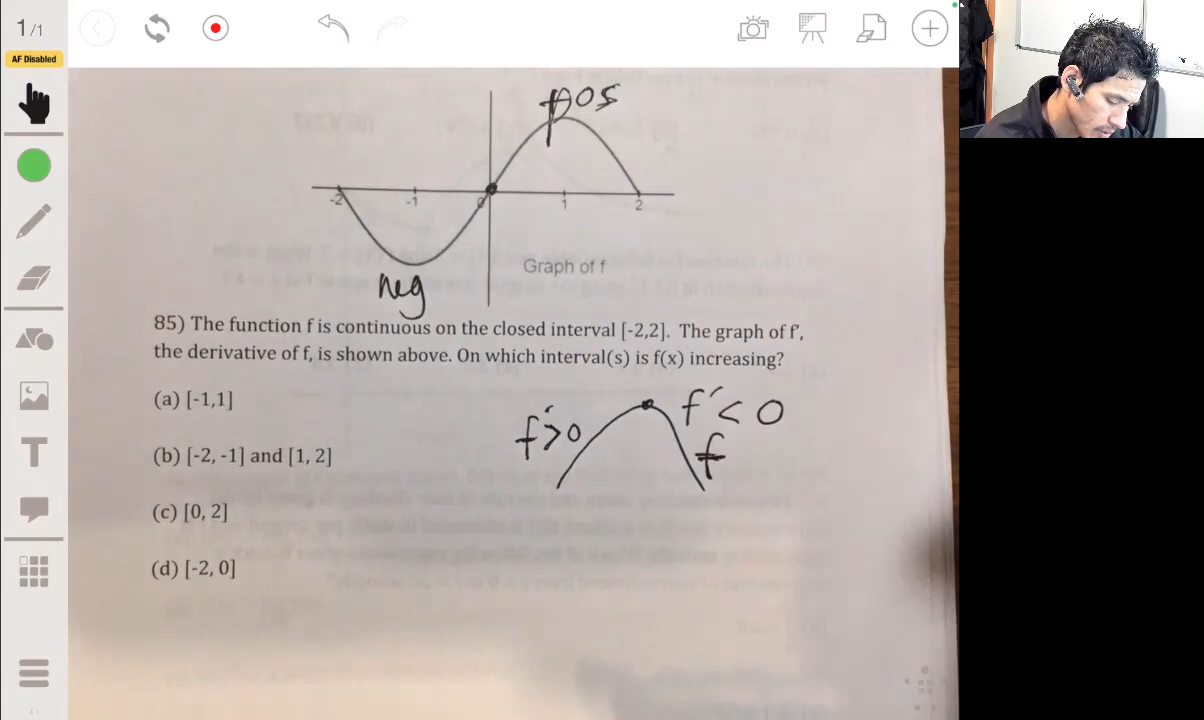 1/1
AF Disabled
pos
-2 -1 0 1 2
neg
Graph of f
85) The function f is continuous on the closed interval [-2,2]. The graph of f',
the derivative of f, is shown above. On which interval(s) is f(x) increasing?
(a) [-1,1]
f'>0
f'< 0
f
(b) [-2, -1] and [1, 2]
(c) [0, 2]
(d) [-2, 0]
T